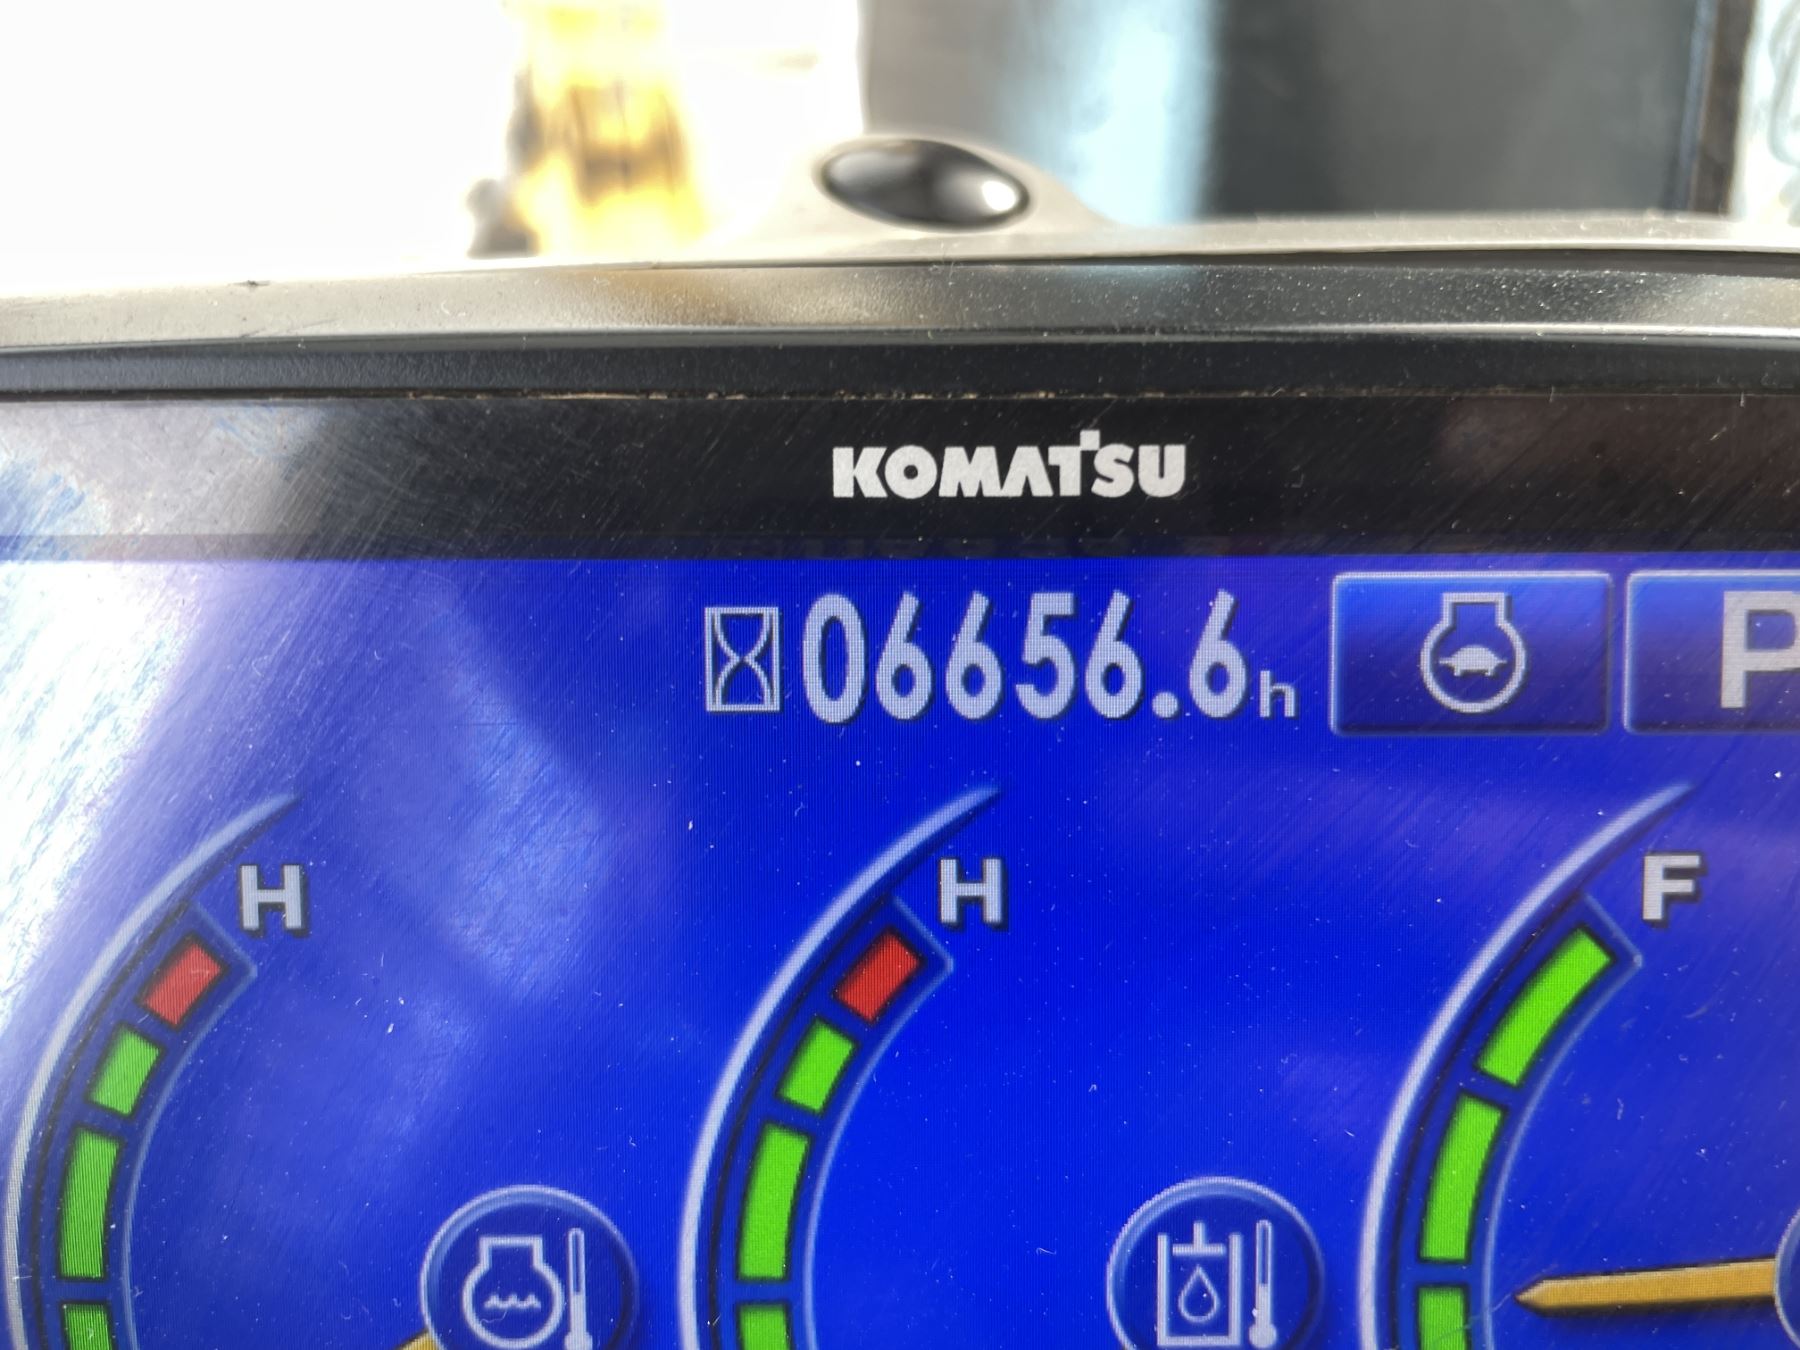 KOMATSU
06656.6h
P
H H F